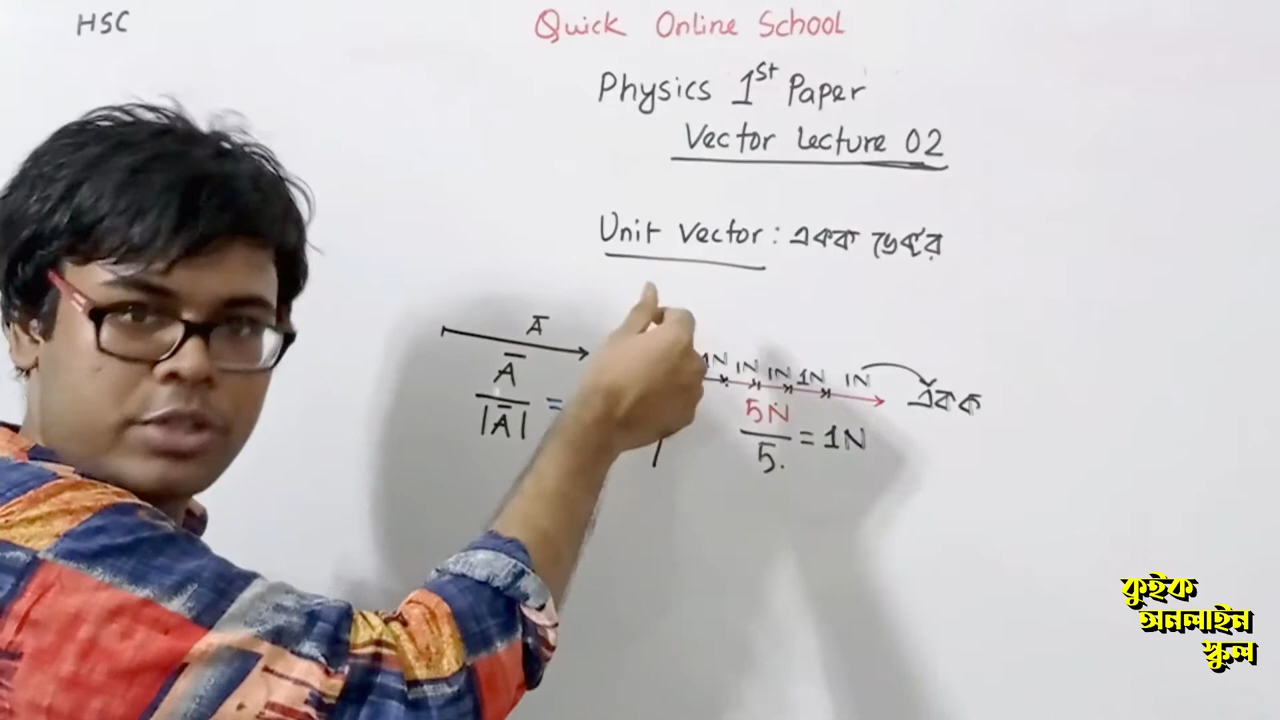 HSC
Quick Online School
Physics 1st Paper
Vector Lecture 02
Unit Vector : একক ভেক্টর
A̅
A̅
|A̅| =
1N 1N 1N 1N 1N
একক
5N
5. = 1N
কুইক
অনলাইন
স্কুল